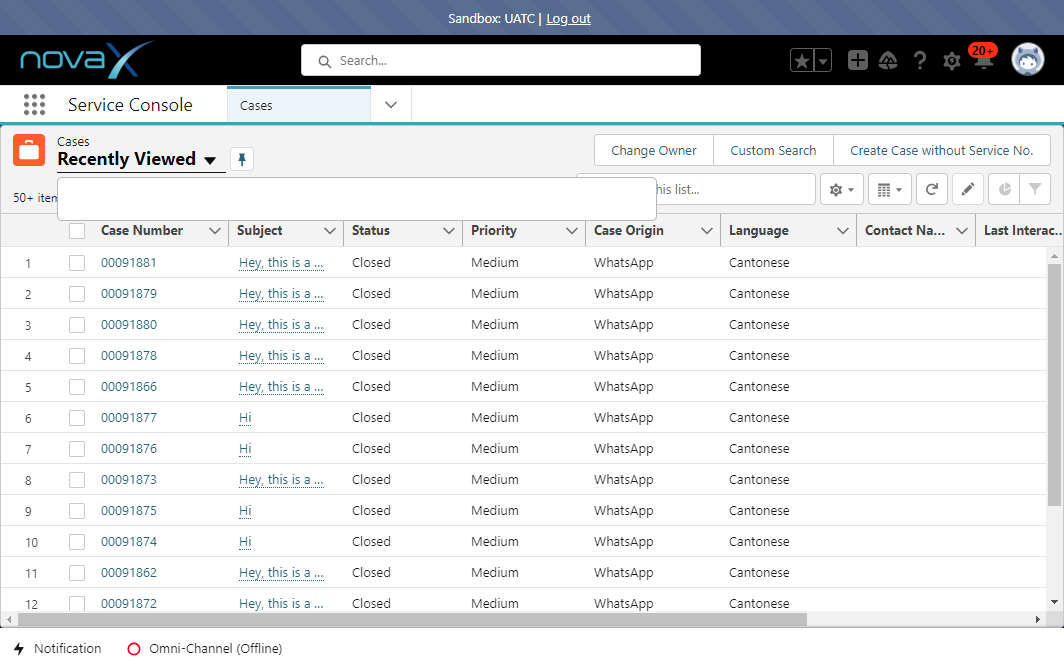 Sandbox: UATC | Log out
novaX
Search...
20+
Service Console
Cases
Cases
Recently Viewed
Change Owner
Custom Search
Create Case without Service No.
50+ item
this list...
Case Number Subject Status Priority Case Origin Language Contact Na... Last Interac...
1 00091881 Hey, this is a ... Closed Medium WhatsApp Cantonese
2 00091879 Hey, this is a ... Closed Medium WhatsApp Cantonese
3 00091880 Hey, this is a ... Closed Medium WhatsApp Cantonese
4 00091878 Hey, this is a ... Closed Medium WhatsApp Cantonese
5 00091866 Hey, this is a ... Closed Medium WhatsApp Cantonese
6 00091877 Hi Closed Medium WhatsApp Cantonese
7 00091876 Hi Closed Medium WhatsApp Cantonese
8 00091873 Hey, this is a ... Closed Medium WhatsApp Cantonese
9 00091875 Hi Closed Medium WhatsApp Cantonese
10 00091874 Hi Closed Medium WhatsApp Cantonese
11 00091862 Hey, this is a ... Closed Medium WhatsApp Cantonese
12 00091872 Hey, this is a ... Closed Medium WhatsApp Cantonese
Notification
Omni-Channel (Offline)